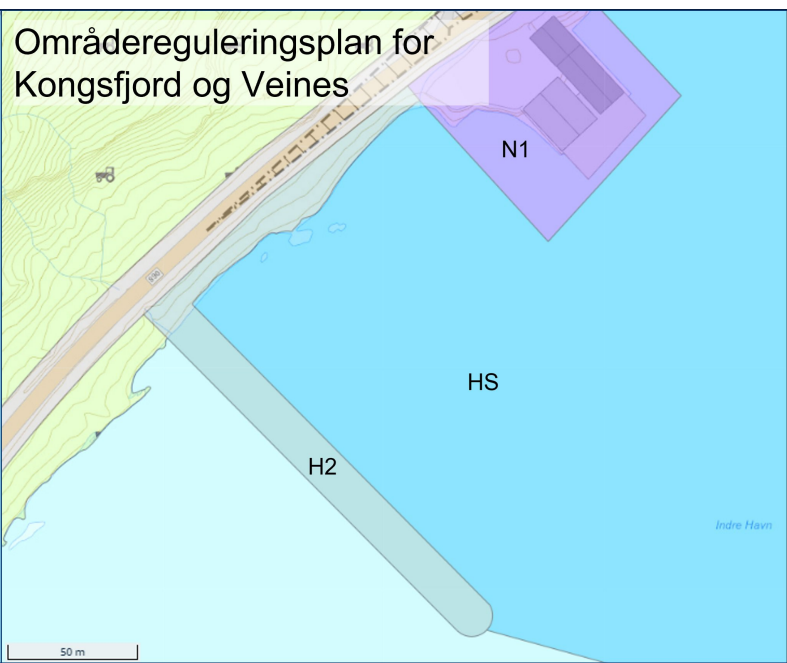 Områdereguleringsplan for
Kongsfjord og Veines
N1
HS
H2
Indre Havn
50 m